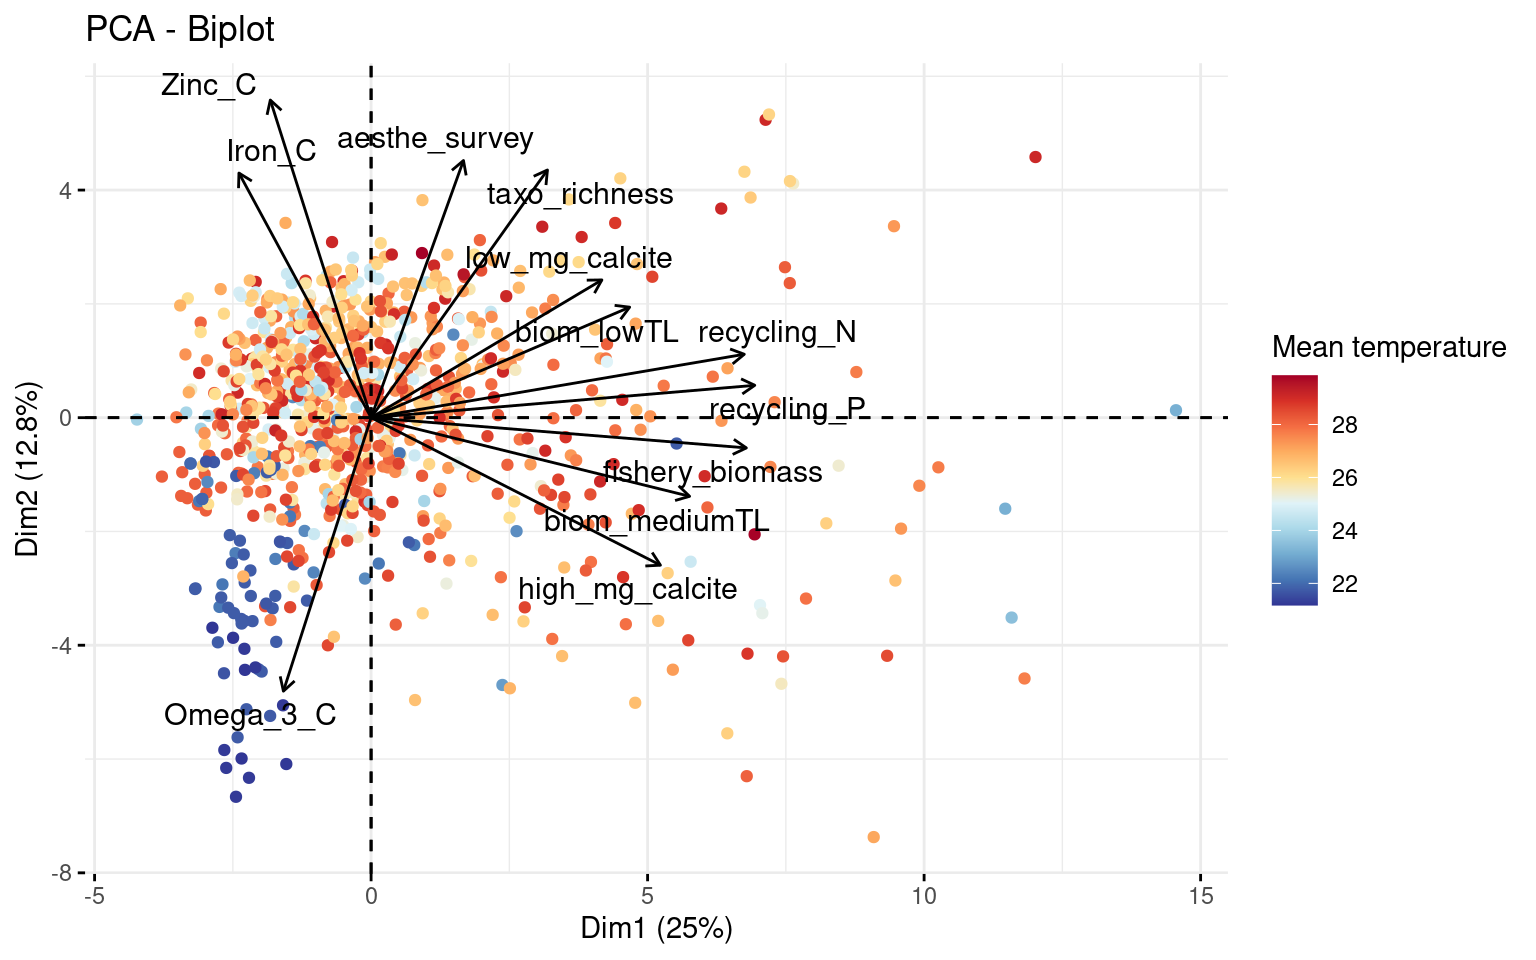 PCA - Biplot
Zinc_C
aesthe_survey
Iron_C
taxo_richness
low_mg_calcite
biom_lowTL
recycling_N
recycling_P
fishery_biomass
biom_mediumTL
high_mg_calcite
Omega_3_C
4
0
-4
-8
Dim2 (12.8%)
-5
0
5
10
15
Dim1 (25%)
Mean temperature
28
26
24
22